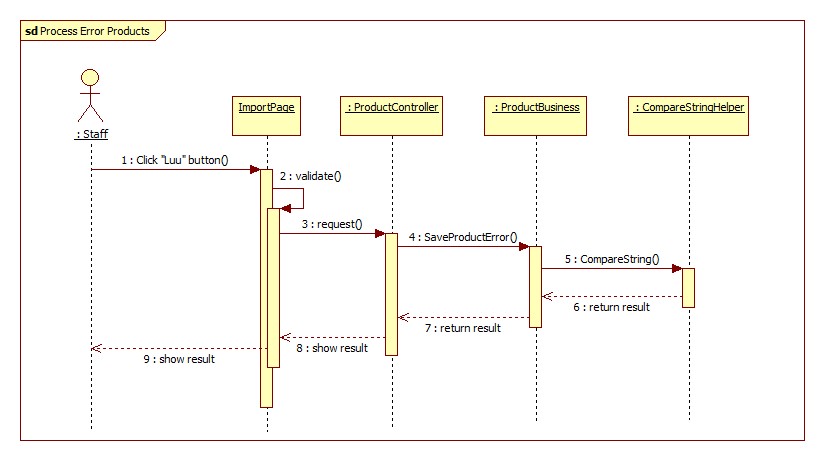 sd Process Error Products
: Staff
ImportPage
: ProductController
: ProductBusiness
: CompareStringHelper
1 : Click "Luu" button()
2 : validate()
3 : request()
4 : SaveProductError()
5 : CompareString()
6 : return result
7 : return result
8 : show result
9 : show result